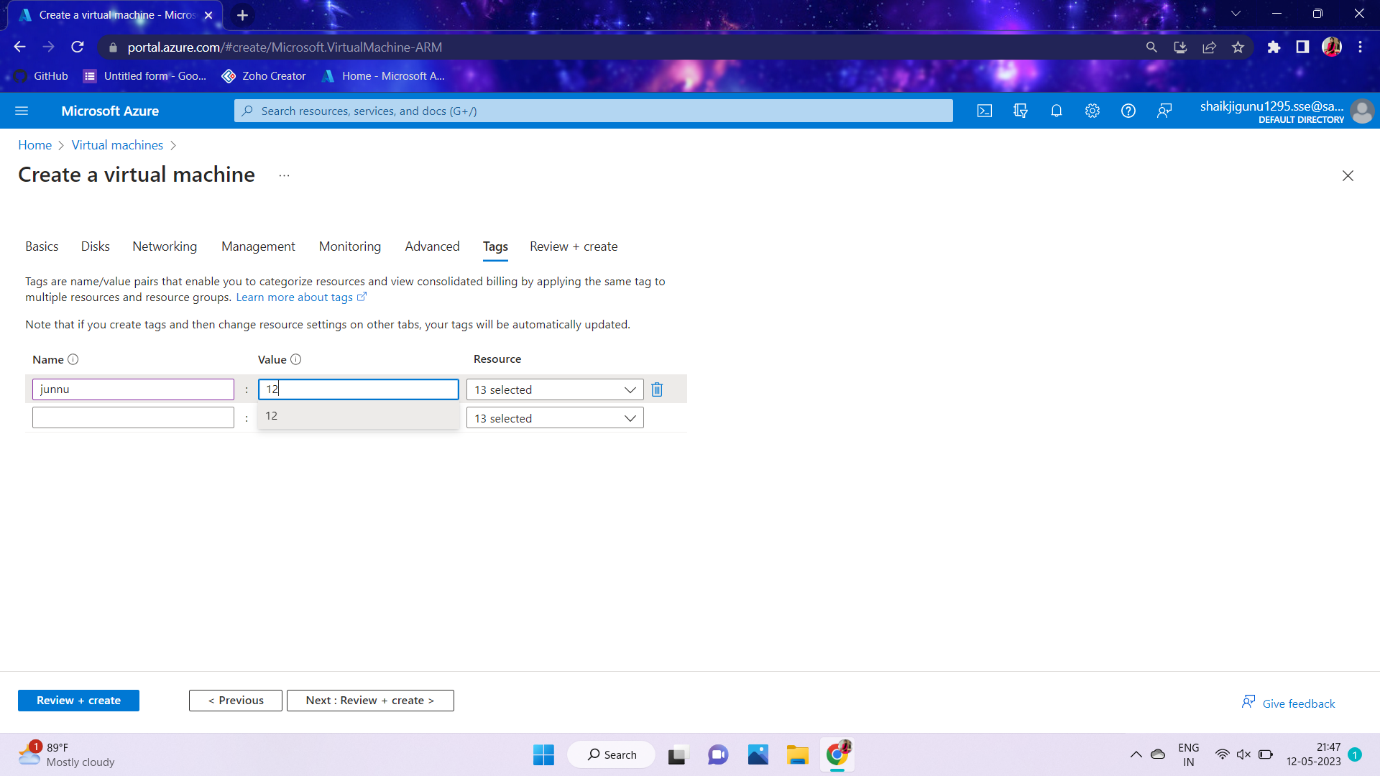 Create a virtual machine - Micros
portal.azure.com/#create/Microsoft.VirtualMachine-ARM
GitHub Untitled form - Goo... Zoho Creator Home - Microsoft A...
Microsoft Azure Search resources, services, and docs (G+/) shaikjigunu1295.sse@sa...
DEFAULT DIRECTORY
Home > Virtual machines >
Create a virtual machine ...
Basics Disks Networking Management Monitoring Advanced Tags Review + create
Tags are name/value pairs that enable you to categorize resources and view consolidated billing by applying the same tag to
multiple resources and resource groups. Learn more about tags
Note that if you create tags and then change resource settings on other tabs, your tags will be automatically updated.
Name Value Resource
junnu : 12 13 selected
: 12 13 selected
Review + create < Previous Next : Review + create > Give feedback
1 89°F
Mostly cloudy
Search
ENG
IN
21:47
12-05-2023 1